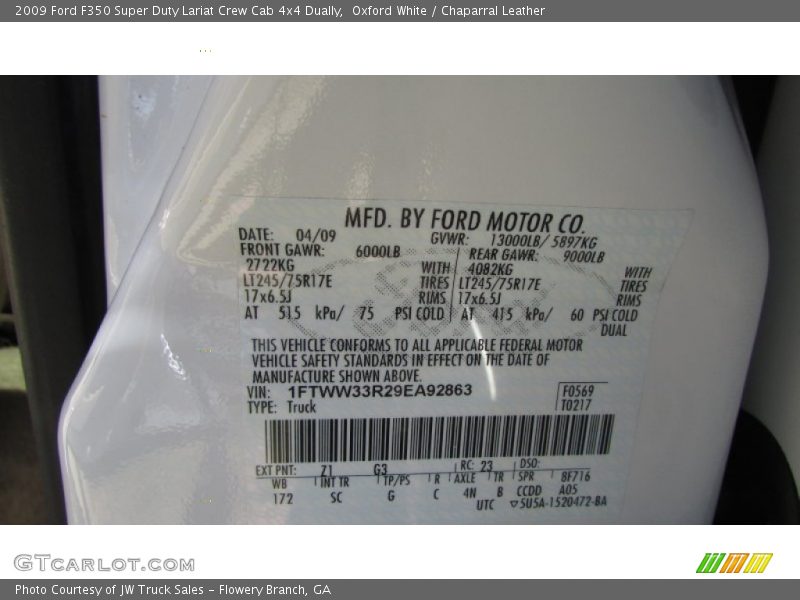 2009 Ford F350 Super Duty Lariat Crew Cab 4x4 Dually,  Oxford White / Chaparral Leather
MFD. BY FORD MOTOR CO.
DATE: 04/09 GVWR: 13000LB/ 5897KG
FRONT GAWR: 6000LB REAR GAWR: 9000LB
2722KG WITH 4082KG WITH
LT245/75R17E TIRES LT245/75R17E TIRES
17x6.5J RIMS 17x6.5J RIMS
AT 515 kPa/ 75 PSI COLD AT 415 kPa/ 60 PSI COLD
DUAL
THIS VEHICLE CONFORMS TO ALL APPLICABLE FEDERAL MOTOR
VEHICLE SAFETY STANDARDS IN EFFECT ON THE DATE OF
MANUFACTURE SHOWN ABOVE.
VIN: 1FTWW33R29EA92863 F0569
TYPE: Truck T0217
EXT PNT: Z1 G3 RC: 23 DSO:
WB INT TR TP/PS R AXLE TR SPR 8F716
172 SC G C 4N B CCDD A05
UTC ▽5U5A-1520472-BA
GTCARLOT.COM
Photo Courtesy of JW Truck Sales - Flowery Branch, GA